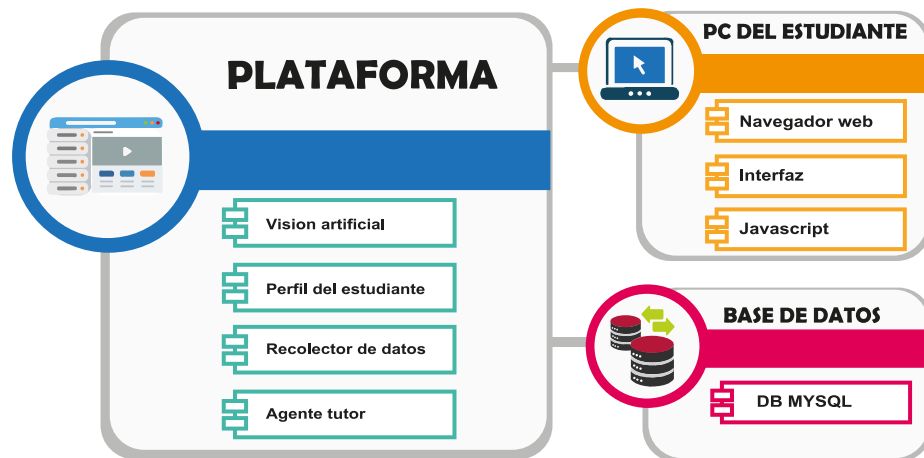 PLATAFORMA
Vision artificial
Perfil del estudiante
Recolector de datos
Agente tutor
PC DEL ESTUDIANTE
Navegador web
Interfaz
Javascript
BASE DE DATOS
DB MYSQL